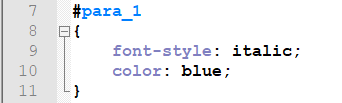 7 #para_1
8 {
9 font-style: italic;
10 color: blue;
11 }